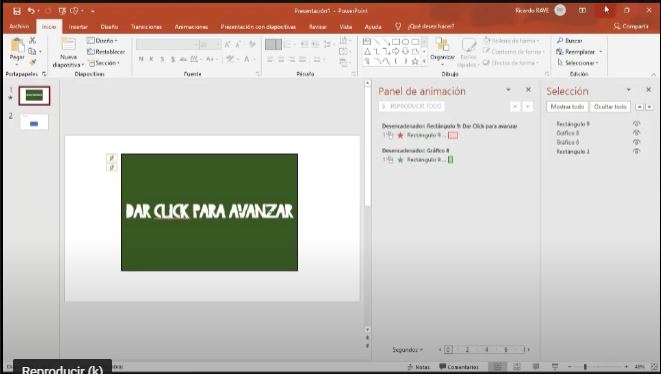 Presentación1 - PowerPoint
Ricardo RAYE
Archivo Inicio Insertar Diseño Transiciones Animaciones Presentación con diapositivas Revisar Vista Ayuda ¿Qué desea hacer? Compartir
Pegar
Nueva diapositiva
Diseño
Restablecer
Sección
N K S
Organizar
Estilos rápidos
Relleno de forma
Contorno de forma
Efectos de forma
Buscar
Reemplazar
Seleccionar
Portapapeles Diapositivas Fuente Párrafo Dibujo Edición
1
2
Panel de animación
REPRODUCIR TODO
Desencadenador: Rectángulo 9: Dar Click para avanzar
Rectángulo 9...
Desencadenador: Gráfico 8
Rectángulo 9...
Selección
Mostrar todo Ocultar todo
Rectángulo 9
Gráfico 8
Gráfico 6
Rectángulo 2
DAR CLICK PARA AVANZAR
Segundos 0 2 4 6
Reproducir (k)
Notas Comentarios 48%